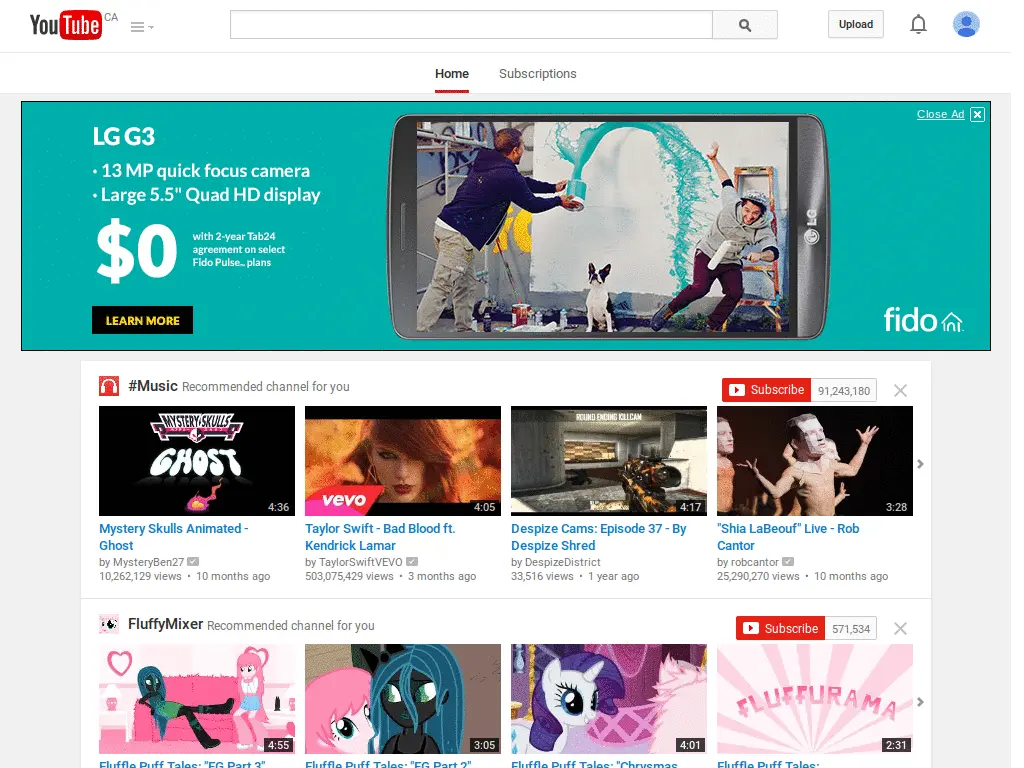 YouTube CA
Upload
Home Subscriptions
Close Ad
LG G3
· 13 MP quick focus camera
· Large 5.5" Quad HD display
$0
with 2-year Tab24
agreement on select
Fido Pulse™ plans
LEARN MORE
LG
fido
#Music Recommended channel for you
Subscribe 91,243,180
MYSTERY SKULLS
GHOST
4:36
vevo
4:05
ROUND ENDING KILLCAM
4:17
3:28
Mystery Skulls Animated -
Ghost
by MysteryBen27
10,262,129 views • 10 months ago
Taylor Swift - Bad Blood ft.
Kendrick Lamar
by TaylorSwiftVEVO
503,075,429 views • 3 months ago
Despize Cams: Episode 37 - By
Despize Shred
by DespizeDistrict
33,516 views • 1 year ago
"Shia LaBeouf" Live - Rob
Cantor
by robcantor
25,290,270 views • 10 months ago
FluffyMixer Recommended channel for you
Subscribe 571,534
4:55
3:05
4:01
FLUFFURAMA
2:31
Fluffle Puff Tales: "FG Part 3"
Fluffle Puff Tales: "FG Part 2"
Fluffle Puff Tales: "Chrysmas
Fluffle Puff Tales: